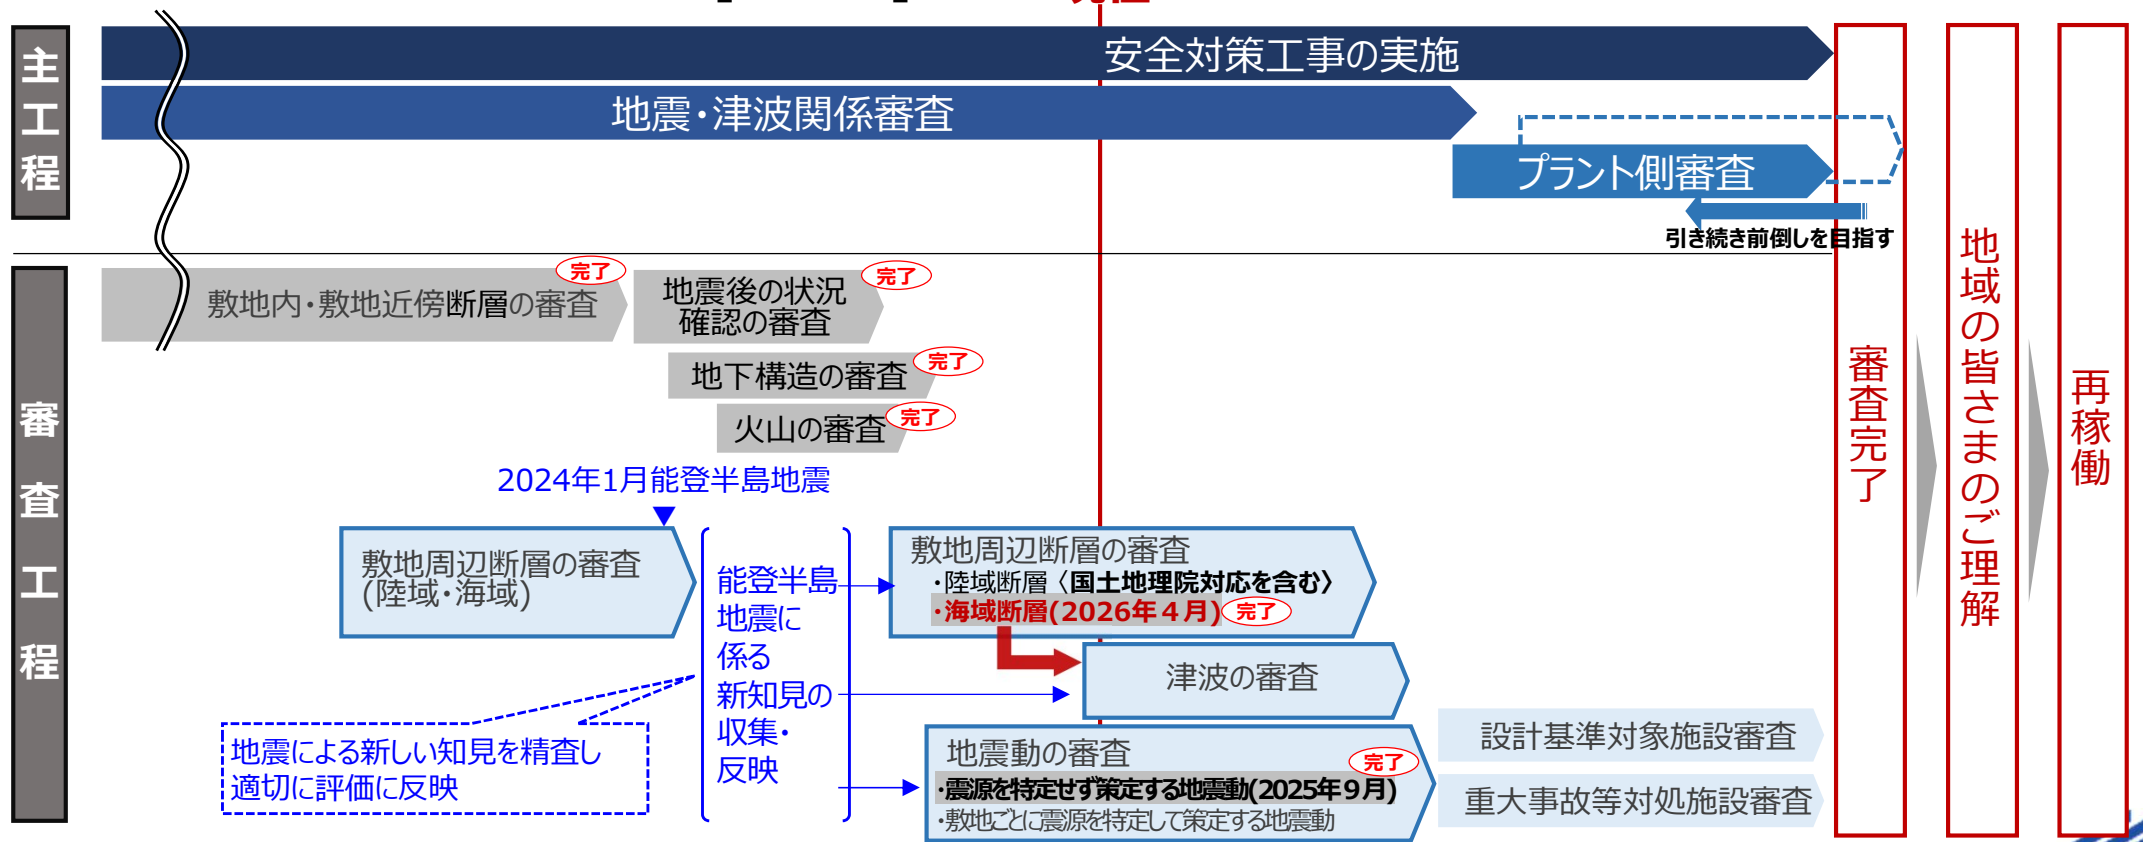 主工程
安全対策工事の実施
地震・津波関係審査
プラント側審査
引き続き前倒しを目指す
審査工程
敷地内・敷地近傍断層の審査
完了
地震後の状況
確認の審査
完了
地下構造の審査
完了
火山の審査
完了
2024年1月能登半島地震
敷地周辺断層の審査
(陸域・海域)
能登半島
地震に
係る
新知見の
収集・
反映
地震による新しい知見を精査し
適切に評価に反映
敷地周辺断層の審査
・陸域断層〈国土地理院対応を含む〉
・海域断層(2026年４月)
完了
津波の審査
地震動の審査
完了
・震源を特定せず策定する地震動(2025年９月)
・敷地ごとに震源を特定して策定する地震動
設計基準対象施設審査
重大事故等対処施設審査
審査完了
地域の皆さまのご理解
再稼働